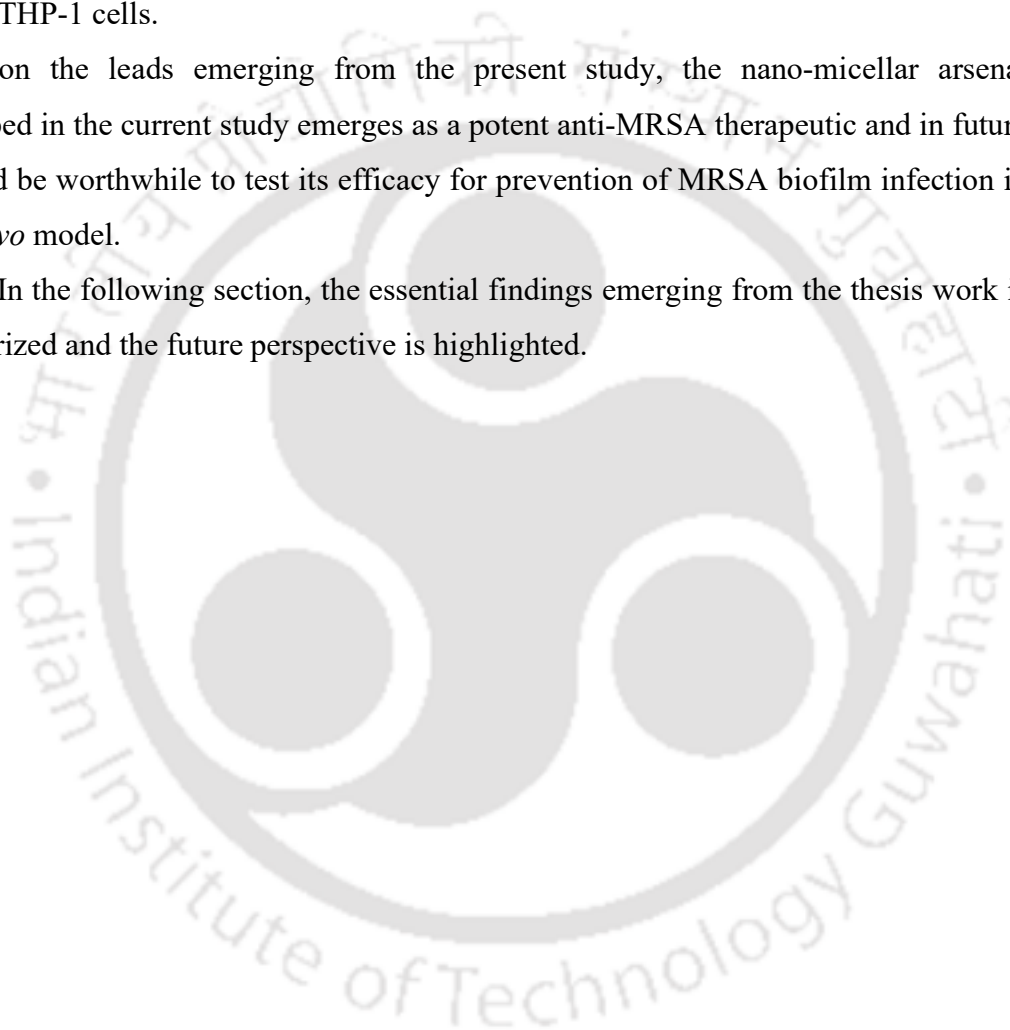 THP-1 cells.
on the leads emerging from the present study, the nano-micellar arsena
ped in the current study emerges as a potent anti-MRSA therapeutic and in futur
d be worthwhile to test its efficacy for prevention of MRSA biofilm infection i
vo model.
In the following section, the essential findings emerging from the thesis work i
rized and the future perspective is highlighted.
Indian Institute of Technology Guwahati